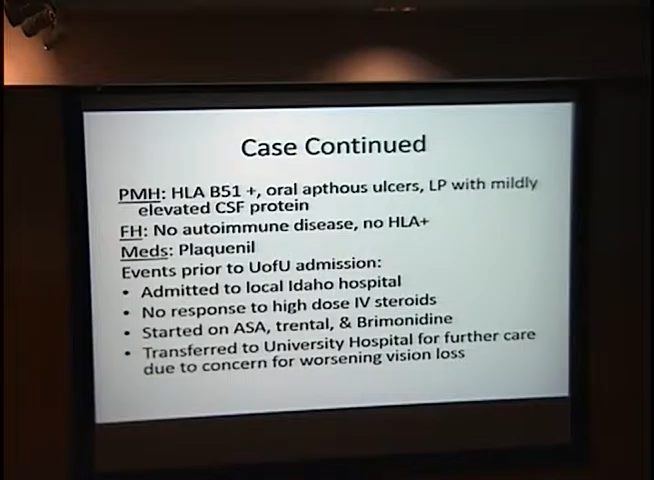 Case Continued
PMH: HLA B51 +, oral apthous ulcers, LP with mildly
elevated CSF protein
FH: No autoimmune disease, no HLA+
Meds: Plaquenil
Events prior to UofU admission:
• Admitted to local Idaho hospital
• No response to high dose IV steroids
• Started on ASA, trental, & Brimonidine
• Transferred to University Hospital for further care
due to concern for worsening vision loss